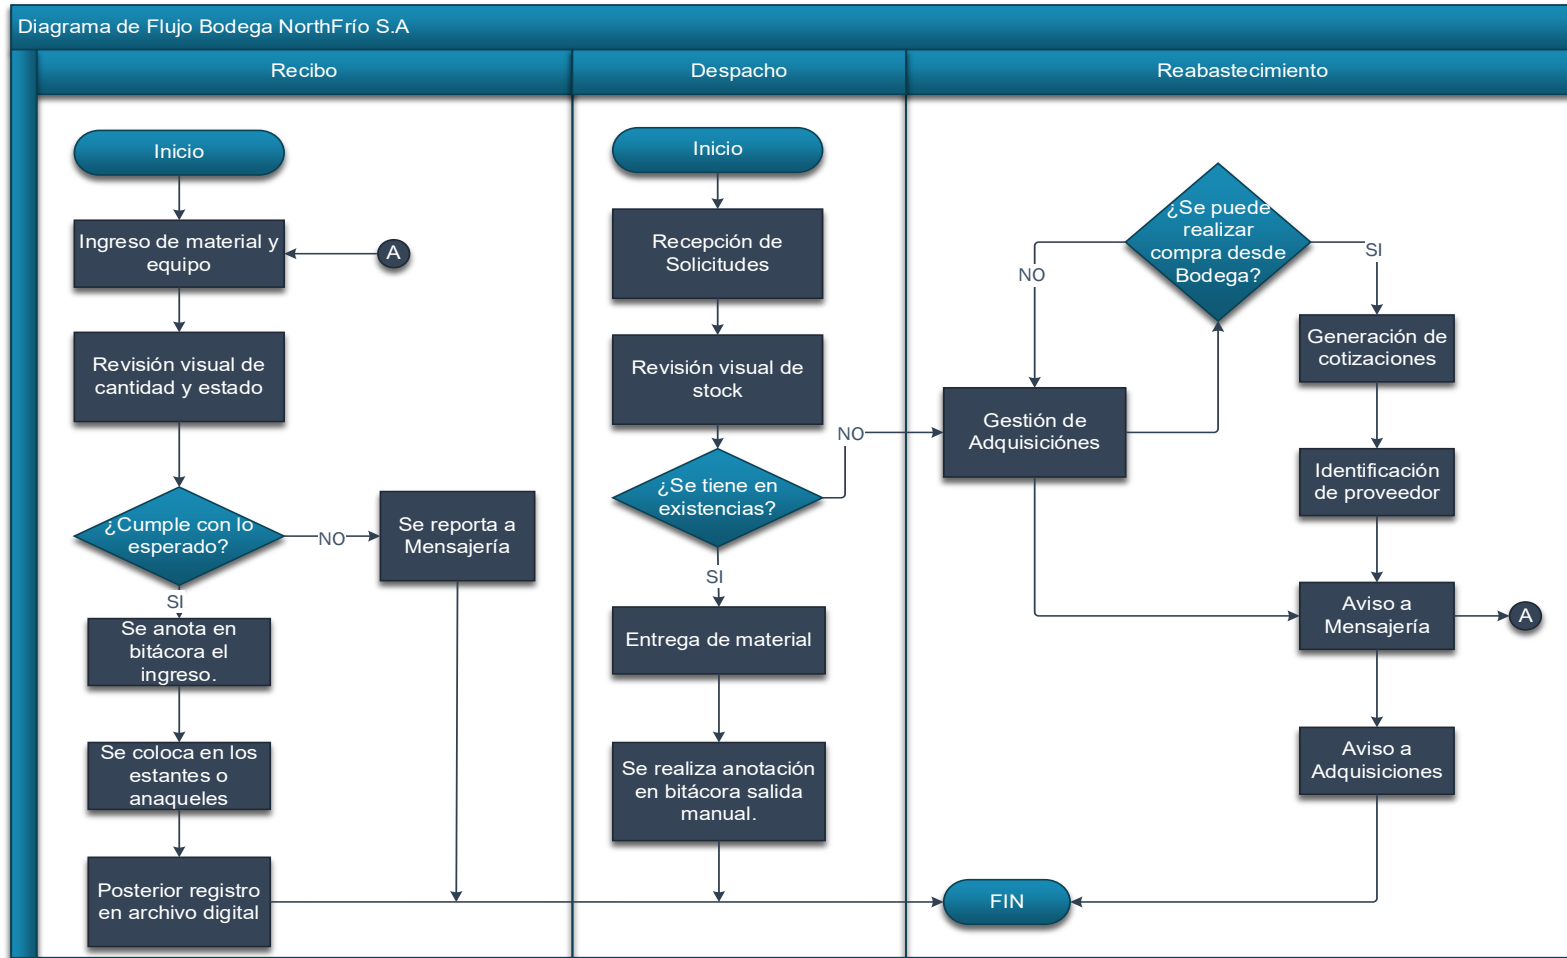 Diagrama de Flujo Bodega NorthFrío S.A
Recibo
Despacho
Reabastecimiento
Inicio
Ingreso de material y
equipo
A
Revisión visual de
cantidad y estado
¿Cumple con lo
esperado?
NO
Se reporta a
Mensajería
SI
Se anota en
bitácora el
ingreso.
Se coloca en los
estantes o
anaqueles
Posterior registro
en archivo digital
Inicio
Recepción de
Solicitudes
Revisión visual de
stock
¿Se tiene en
existencias?
NO
SI
Entrega de material
Se realiza anotación
en bitácora salida
manual.
¿Se puede
realizar
compra desde
Bodega?
NO
SI
Gestión de
Adquisiciónes
Generación de
cotizaciones
Identificación
de proveedor
Aviso a
Mensajería
A
Aviso a
Adquisiciones
FIN